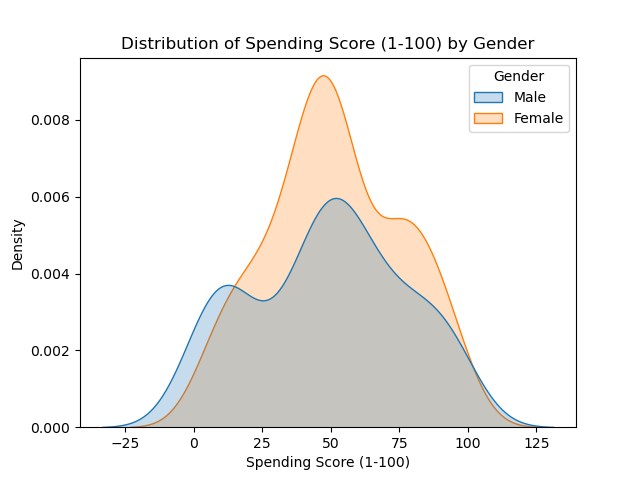 Distribution of Spending Score (1-100) by Gender
Gender
Male
Female
Density
0.008
0.006
0.004
0.002
0.000
−25
0
25
50
75
100
125
Spending Score (1-100)